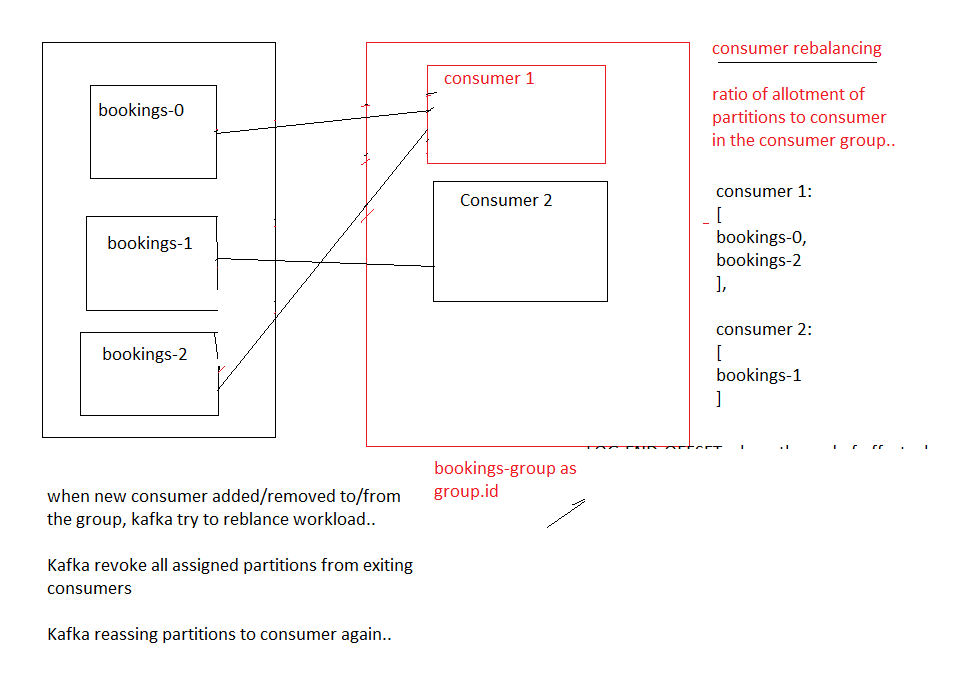 bookings-0
bookings-1
bookings-2
consumer 1
Consumer 2
bookings-group as
group.id
consumer rebalancing
ratio of allotment of
partitions to consumer
in the consumer group..
consumer 1:
[
bookings-0,
bookings-2
],
consumer 2:
[
bookings-1
]
when new consumer added/removed to/from
the group, kafka try to reblance workload..
Kafka revoke all assigned partitions from exiting
consumers
Kafka reassing partitions to consumer again..